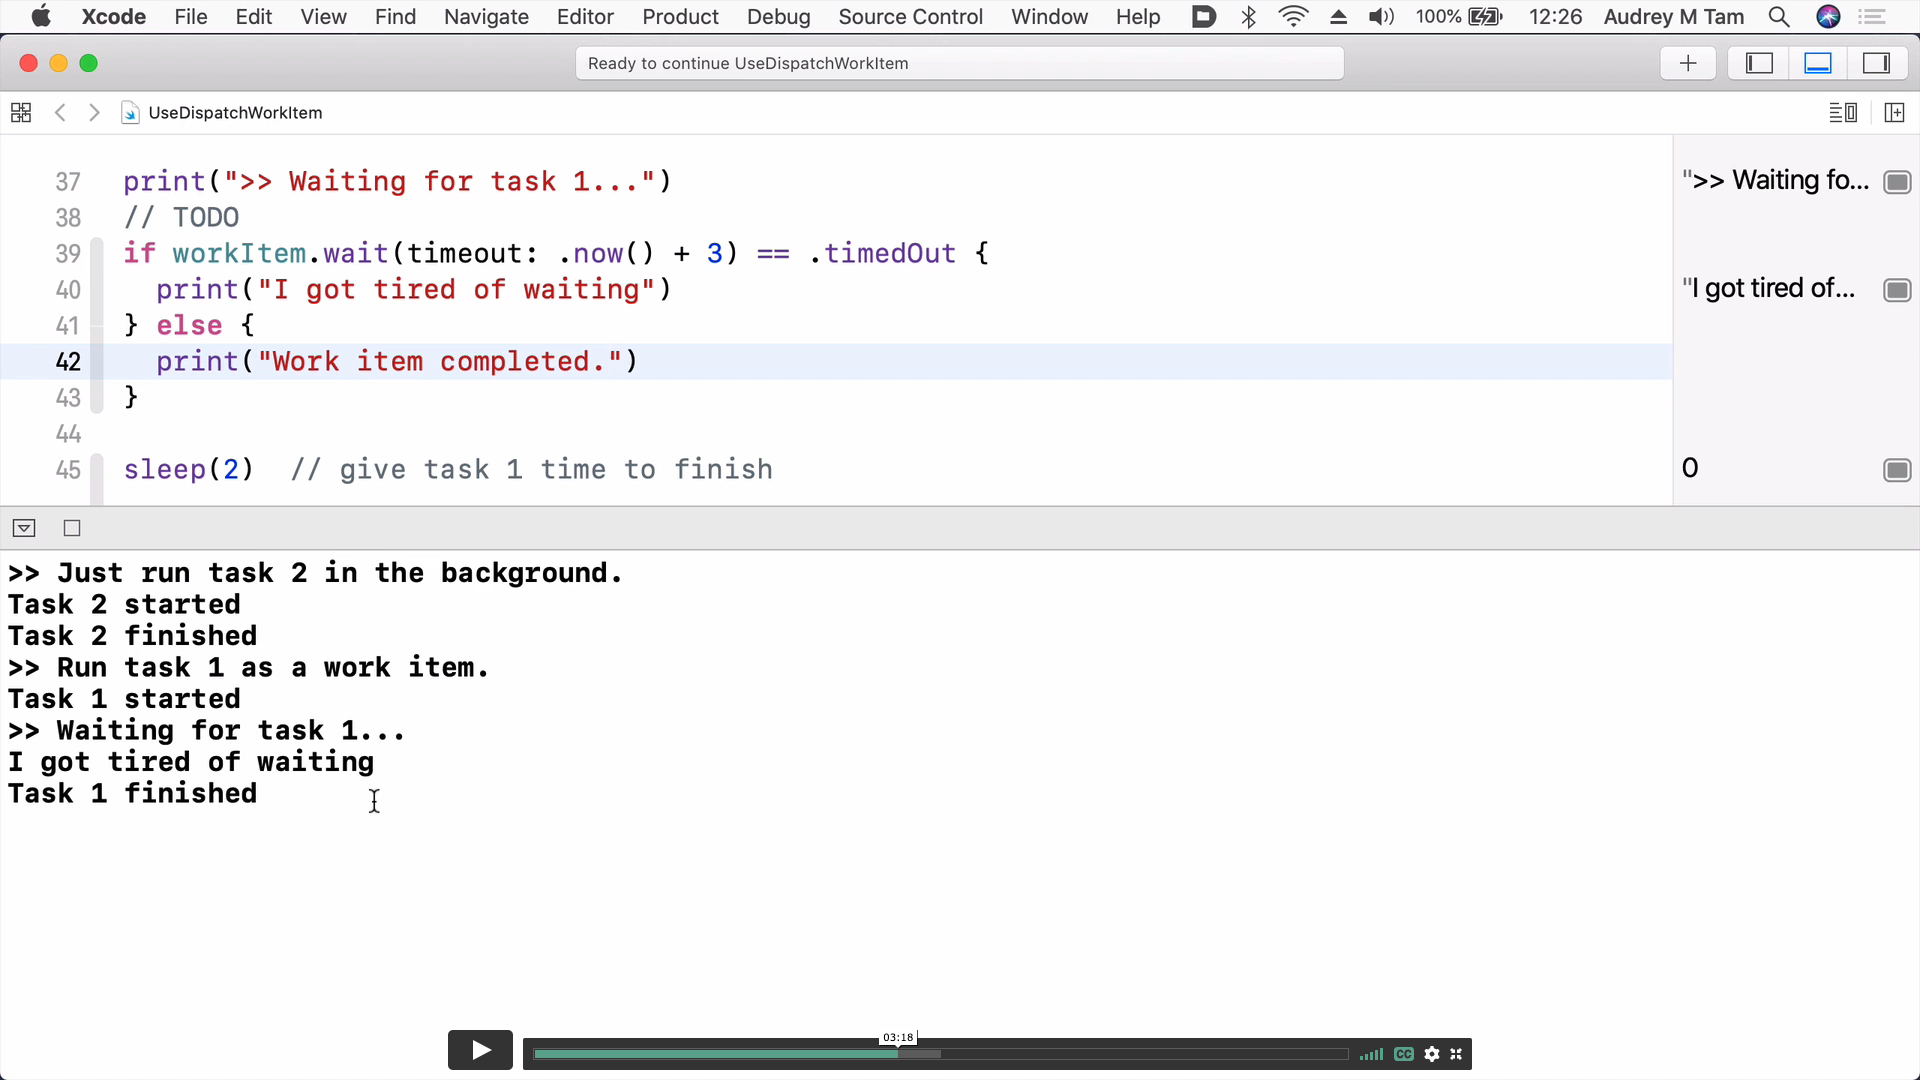 Xcode File Edit View Find Navigate Editor Product Debug Source Control Window Help 100% 12:26 Audrey M Tam
Ready to continue UseDispatchWorkItem
UseDispatchWorkItem
37 print(">> Waiting for task 1...") ">> Waiting fo...
38 // TODO
39 if workItem.wait(timeout: .now() + 3) == .timedOut {
40 print("I got tired of waiting") "I got tired of...
41 } else {
42 print("Work item completed.")
43 }
44
45 sleep(2) // give task 1 time to finish 0
>> Just run task 2 in the background.
Task 2 started
Task 2 finished
>> Run task 1 as a work item.
Task 1 started
>> Waiting for task 1...
I got tired of waiting
Task 1 finished
03:18
CC